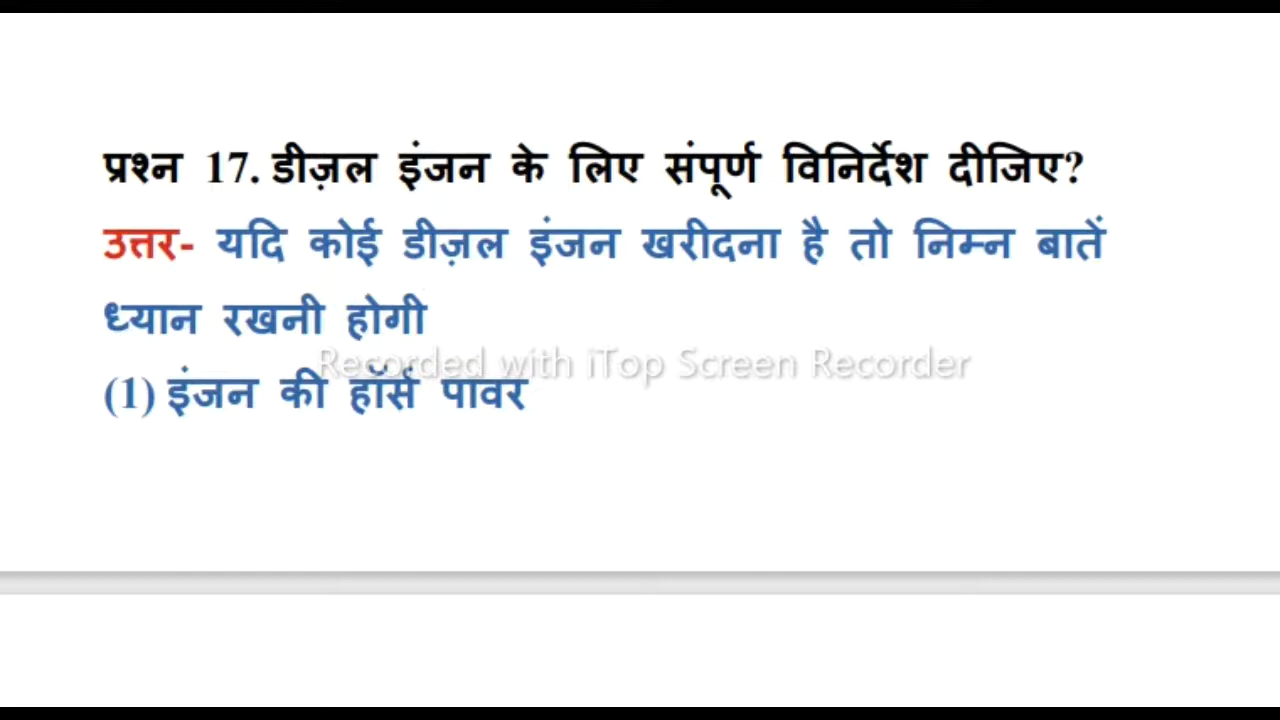 प्रश्न 17. डीज़ल इंजन के लिए संपूर्ण विनिर्देश दीजिए?
उत्तर- यदि कोई डीज़ल इंजन खरीदना है तो निम्न बातें
ध्यान रखनी होगी
Recorded with iTop Screen Recorder
(1) इंजन की हॉर्स पावर